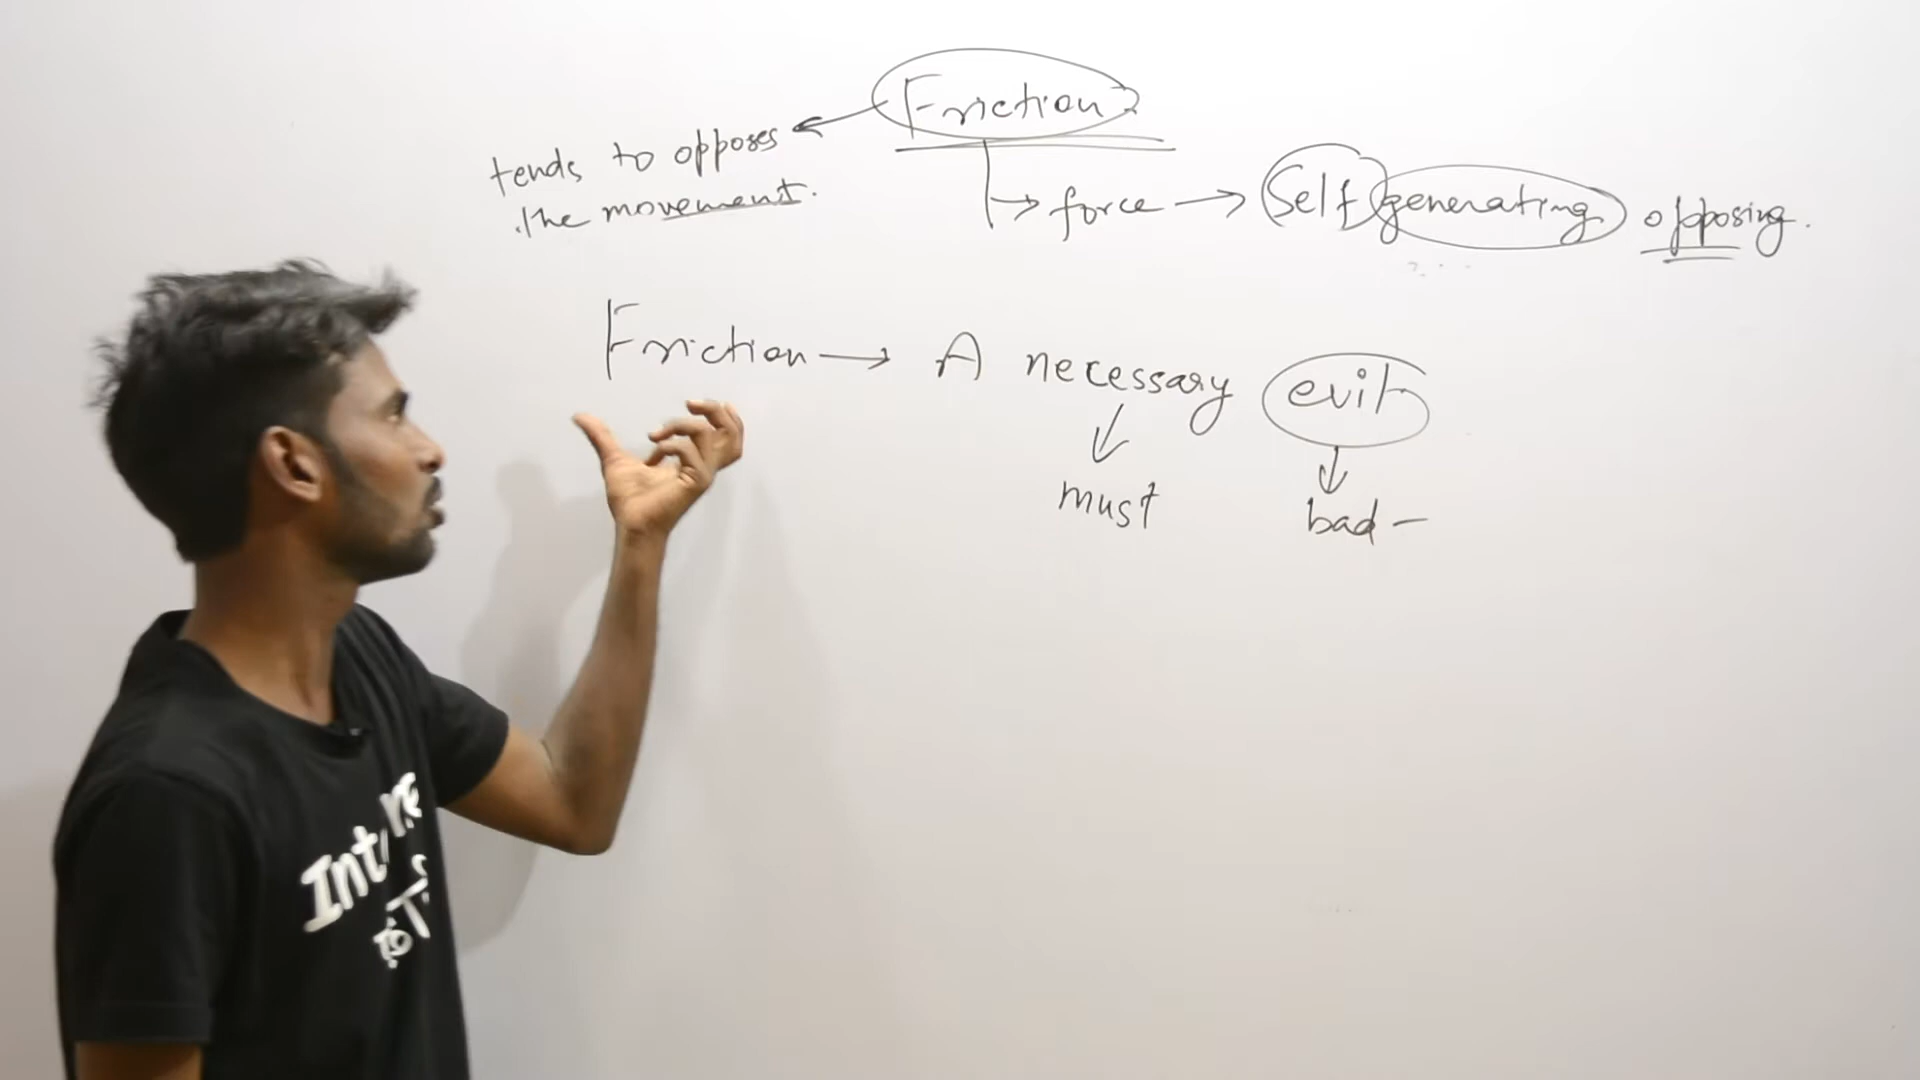 Friction
tends to opposes
the movement.
force → Self generating opposing.
Friction → A necessary evil
must
bad –